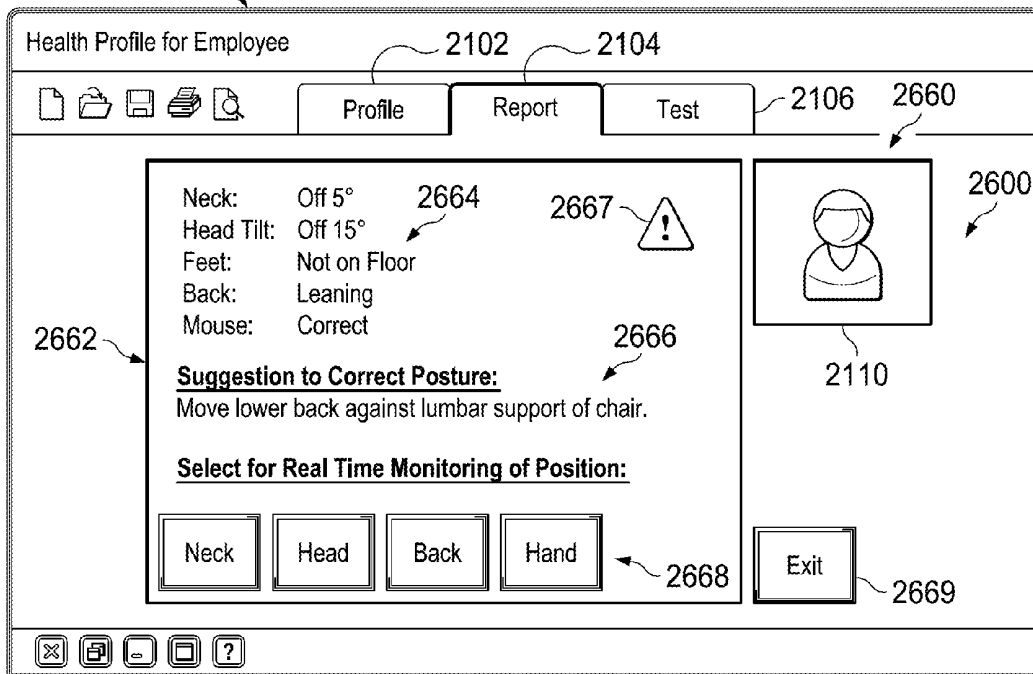 Health Profile for Employee
2102
2104
Profile
Report
Test
2106
2660
2600
Neck: Off 5°
2664
2667
!
Head Tilt: Off 15°
Feet: Not on Floor
Back: Leaning
Mouse: Correct
2662
2666
2110
Suggestion to Correct Posture:
Move lower back against lumbar support of chair.
Select for Real Time Monitoring of Position:
Neck
Head
Back
Hand
2668
Exit
2669
?